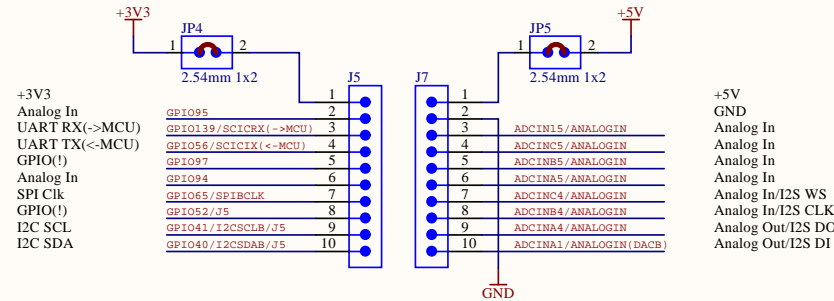 +3V3
+5V
JP4
JP5
1 2
1 2
2.54mm 1x2
2.54mm 1x2
J5
J7
+3V3
Analog In
UART RX(->MCU)
UART TX(<-MCU)
GPIO(!)
Analog In
SPI Clk
GPIO(!)
I2C SCL
I2C SDA
GPIO95
GPIO139/SCICRX(->MCU)
GPIO56/SCICIX(<-MCU)
GPIO97
GPIO94
GPIO65/SPIBCLK
GPIO52/J5
GPIO41/I2CSCLB/J5
GPIO40/I2CSDAB/J5
1
2
3
4
5
6
7
8
9
10
1
2
3
4
5
6
7
8
9
10
ADCIN15/ANALOGIN
ADCINC5/ANALOGIN
ADCINB5/ANALOGIN
ADCINA5/ANALOGIN
ADCINC4/ANALOGIN
ADCINB4/ANALOGIN
ADCINA4/ANALOGIN
ADCINA1/ANALOGIN(DACB)
GND
+5V
GND
Analog In
Analog In
Analog In
Analog In
Analog In/I2S WS
Analog In/I2S CLK
Analog Out/I2S DO
Analog Out/I2S DI